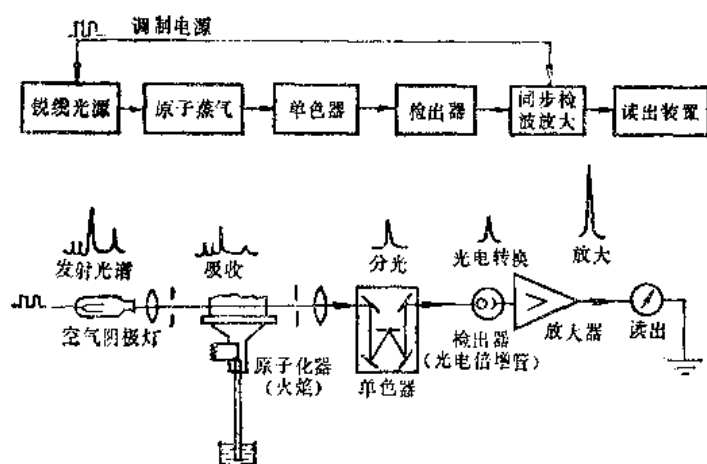 调制电源
锐线光源
原子蒸气
单色器
检出器
同步检
波放大
读出装置
发射光谱
吸收
分光
光电转换
放大
空气阴极灯
原子化器
(火焰)
单色器
检出器
(光电倍增管)
放大器
读出